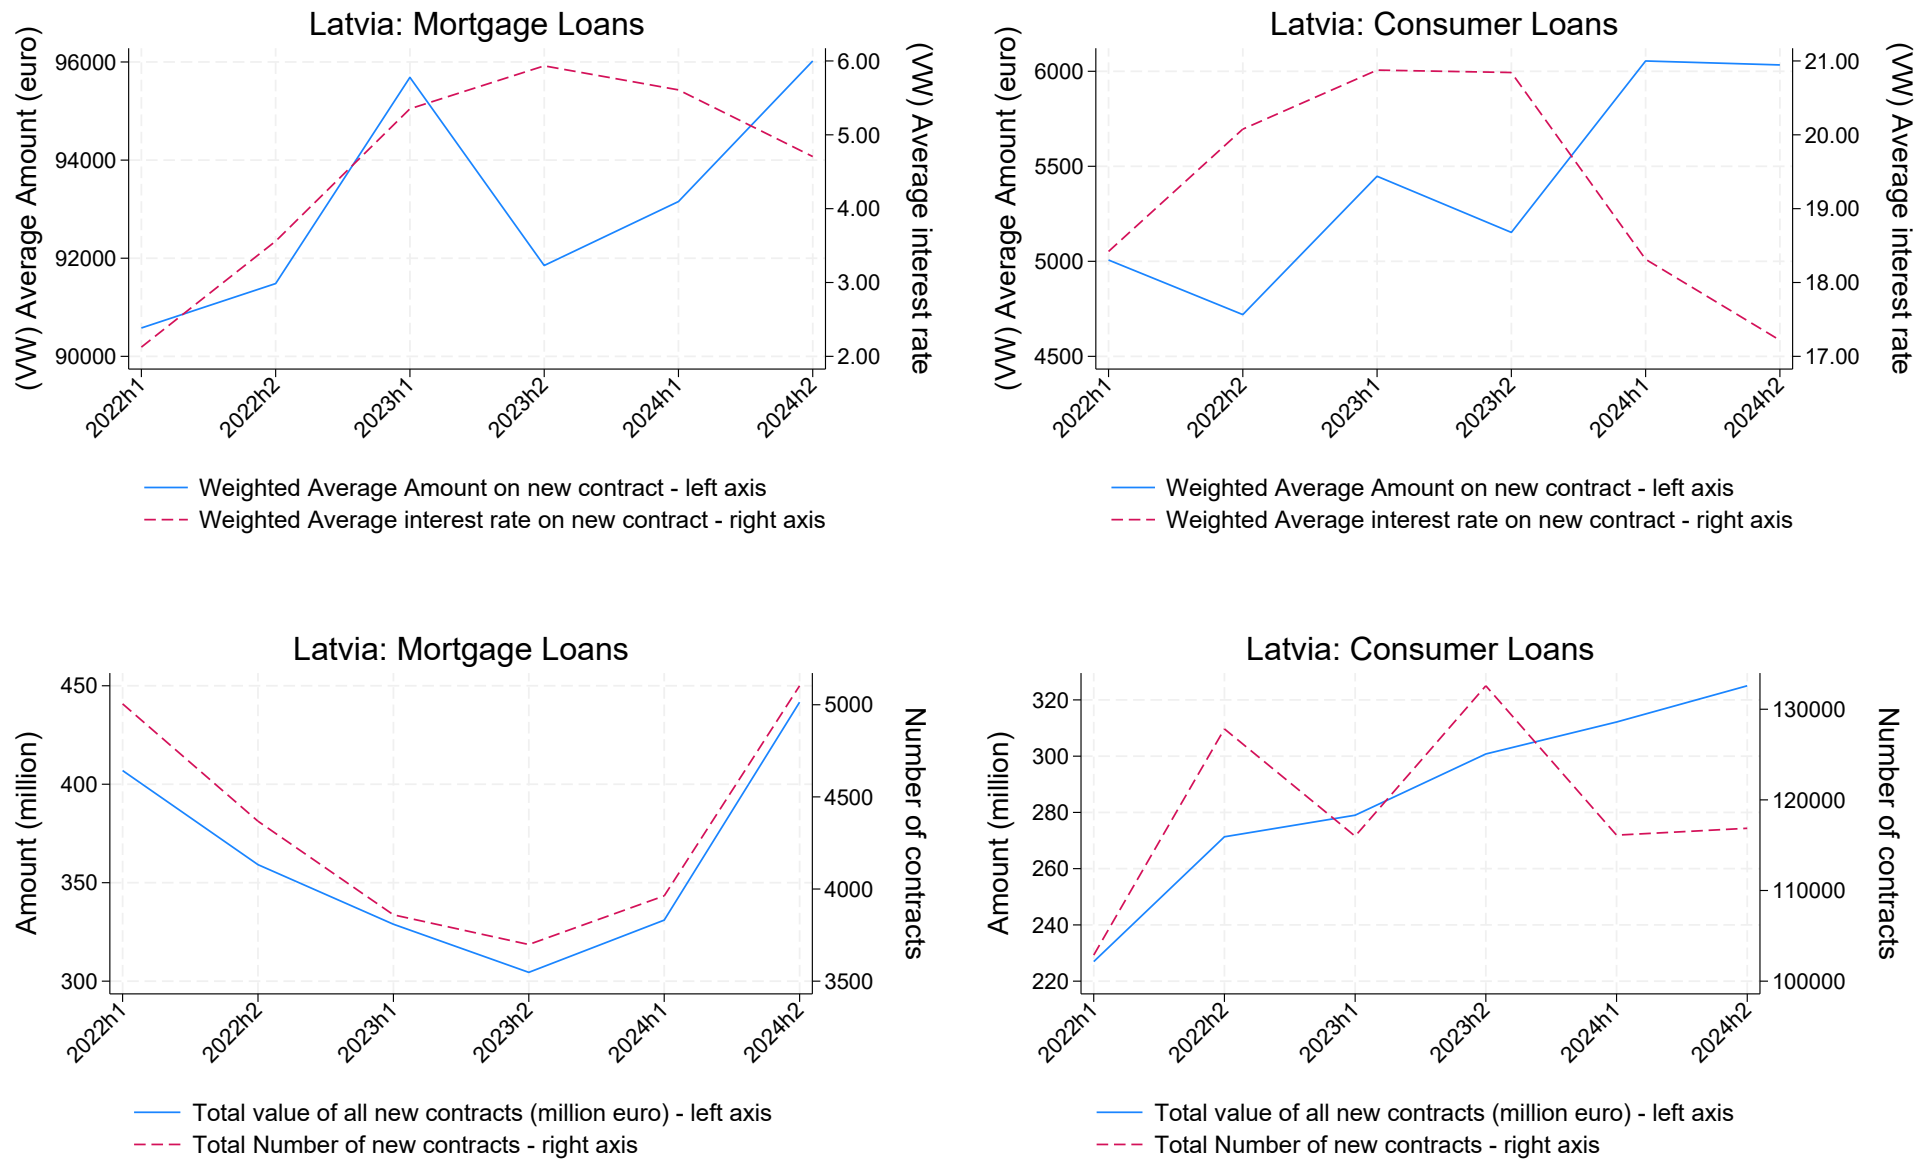 Latvia: Mortgage Loans
(VW) Average Amount (euro)
96000
94000
92000
90000
6.00
5.00
4.00
3.00
2.00
(VW) Average interest rate
2022h1
2022h2
2023h1
2023h2
2024h1
2024h2
Weighted Average Amount on new contract - left axis
Weighted Average interest rate on new contract - right axis
Latvia: Consumer Loans
(VW) Average Amount (euro)
6000
5500
5000
4500
21.00
20.00
19.00
18.00
17.00
(VW) Average interest rate
2022h1
2022h2
2023h1
2023h2
2024h1
2024h2
Weighted Average Amount on new contract - left axis
Weighted Average interest rate on new contract - right axis
Latvia: Mortgage Loans
Amount (million)
450
400
350
300
5000
4500
4000
3500
Number of contracts
2022h1
2022h2
2023h1
2023h2
2024h1
2024h2
Total value of all new contracts (million euro) - left axis
Total Number of new contracts - right axis
Latvia: Consumer Loans
Amount (million)
320
300
280
260
240
220
130000
120000
110000
100000
Number of contracts
2022h1
2022h2
2023h1
2023h2
2024h1
2024h2
Total value of all new contracts (million euro) - left axis
Total Number of new contracts - right axis